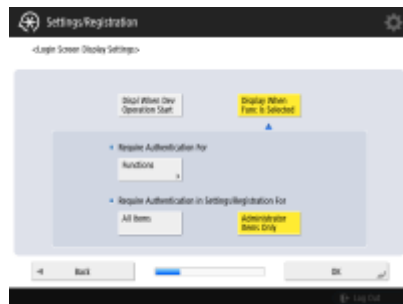 Settings/Registration
<Login Screen Display Settings>
Displ When Dev
Operation Start
Display When
Func Is Selected
Require Authentication For
Functions
Require Authentication in Settings/Registration For
All Items
Administrator
Items Only
Back
OK
Log Out